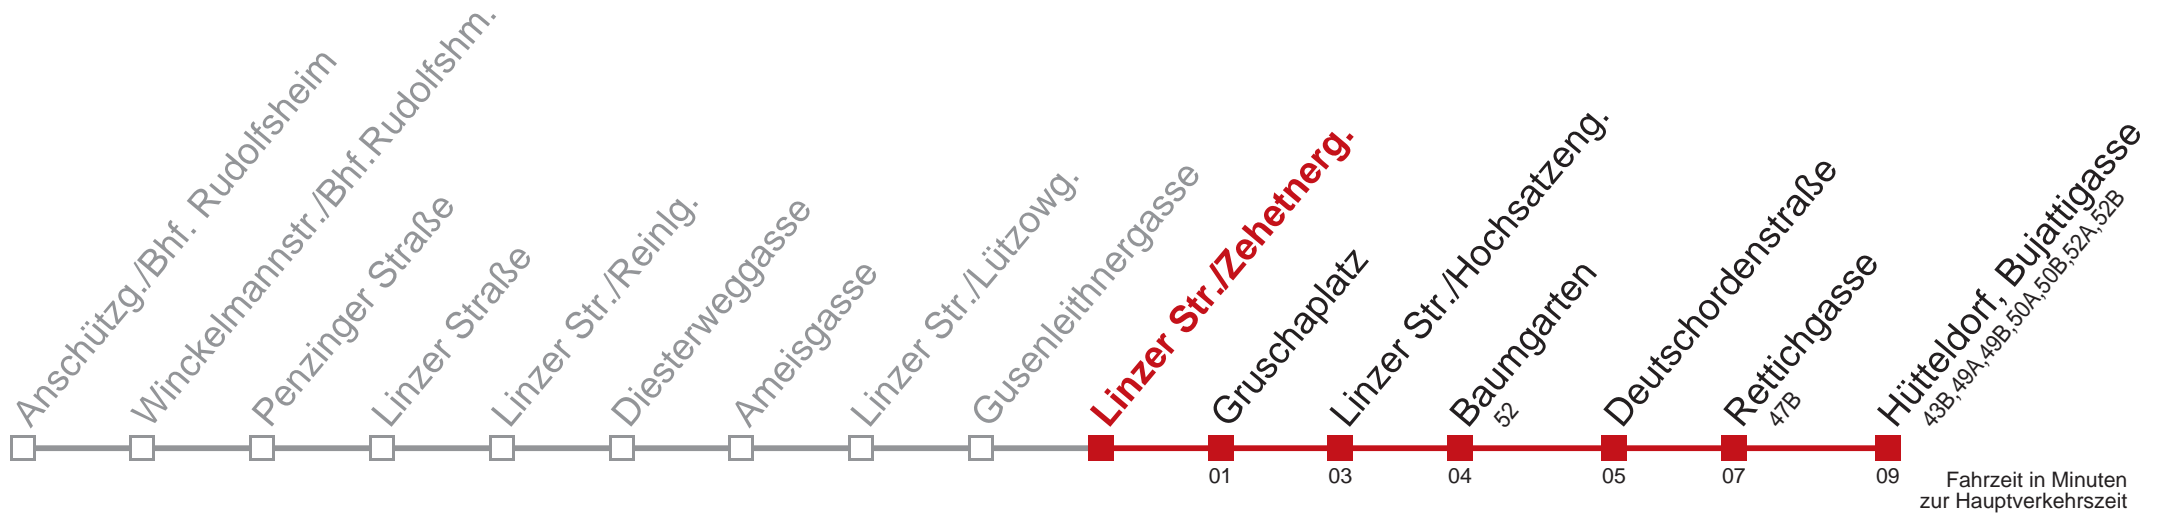 Anschützg./Bhf. Rudolfsheim
Winckelmannstr./Bhf.Rudolfshm.
Penzinger Straße
Linzer Straße
Linzer Str./Reinlg.
Diesterweggasse
Ameisgasse
Linzer Str./Lützowg.
Gusenleithnergasse
Linzer Str./Zehetnerg.
Gruschaplatz
01
Linzer Str./Hochsatzeng.
03
Baumgarten
52
04
Deutschordenstraße
05
Rettichgasse
47B
07
Hütteldorf, Bujattigasse
43B,49A,49B,50A,50B,52A,52B
09
Fahrzeit in Minuten
zur Hauptverkehrszeit